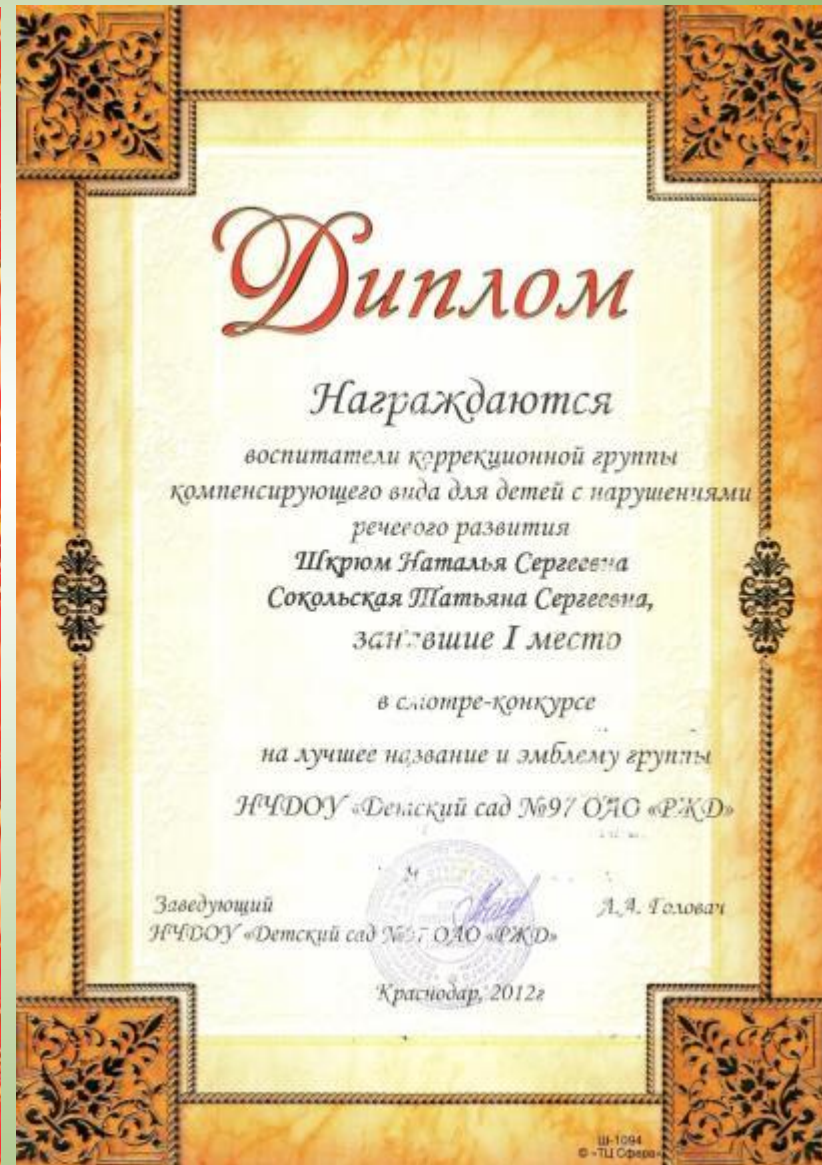 Диплом
Награждаются
воспитатели коррекционной группы
компенсирующего вида для детей с нарушениями
речевого развития
Шкрюм Наталья Сергеевна
Сокольская Татьяна Сергеевна,
занявшие I место
в смотре-конкурсе
на лучшее название и эмблему группы
НЧДОУ «Детский сад №97 ОАО «РЖД»
Заведующий
А.А. Головач
НЧДОУ «Детский сад №97 ОАО «РЖД»
Краснодар, 2012г
Ш-1094
© «ТЦ Сфера»